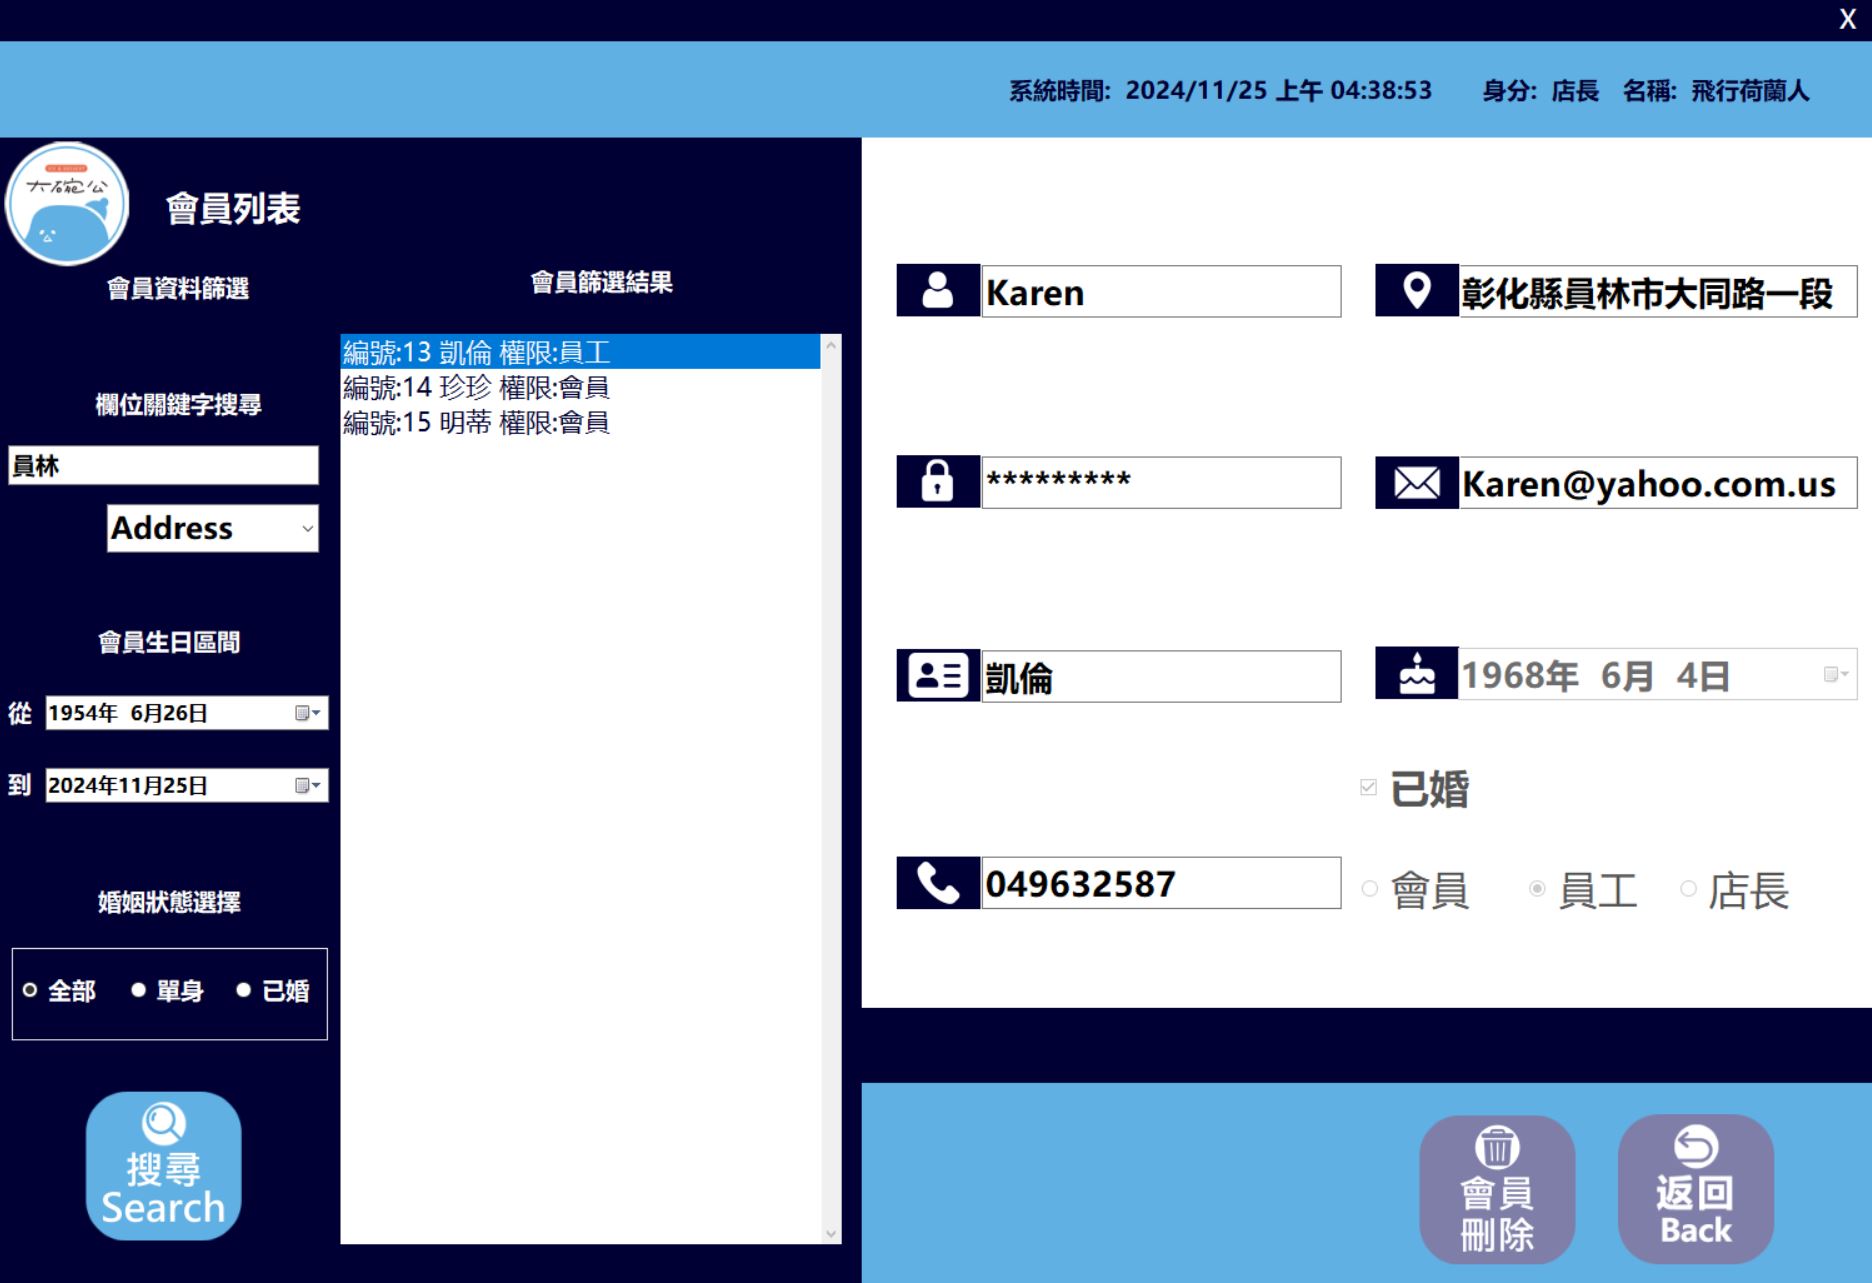 X
系統時間: 2024/11/25 上午 04:38:53 身分: 店長 名稱: 飛行荷蘭人
大碗公
會員列表
會員資料篩選
欄位關鍵字搜尋
員林
Address
會員生日區間
從 1954年 6月26日
到 2024年11月25日
婚姻狀態選擇
全部 單身 已婚
搜尋
Search
會員篩選結果
編號:13 凱倫 權限:員工
編號:14 珍珍 權限:會員
編號:15 明蒂 權限:會員
Karen
彰化縣員林市大同路一段
*********
Karen@yahoo.com.us
凱倫
1968年 6月 4日
已婚
049632587
會員 員工 店長
會員
刪除
返回
Back